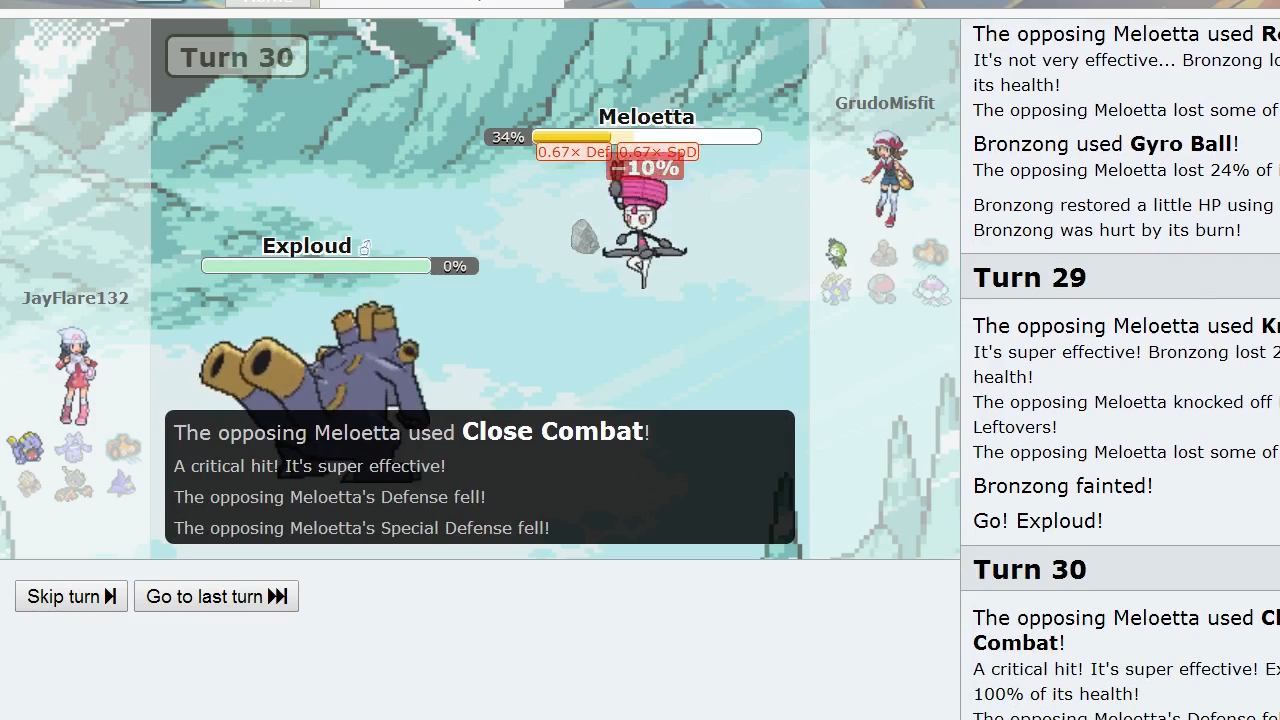 Turn 30
Meloetta
34%
0.67× Def 0.67× SpD
−10%
Exploud
0%
JayFlare132
GrudoMisfit
The opposing Meloetta used Close Combat!
A critical hit! It's super effective!
The opposing Meloetta's Defense fell!
The opposing Meloetta's Special Defense fell!
Skip turn
Go to last turn
The opposing Meloetta used
It's not very effective... Bronzong
its health!
The opposing Meloetta lost some of
Bronzong used Gyro Ball!
The opposing Meloetta lost 24% of
Bronzong restored a little HP using
Bronzong was hurt by its burn!
Turn 29
The opposing Meloetta used
It's super effective! Bronzong lost
health!
The opposing Meloetta knocked off
Leftovers!
The opposing Meloetta lost some of
Bronzong fainted!
Go! Exploud!
Turn 30
The opposing Meloetta used
Combat!
A critical hit! It's super effective!
100% of its health!
The opposing Meloetta's Defense